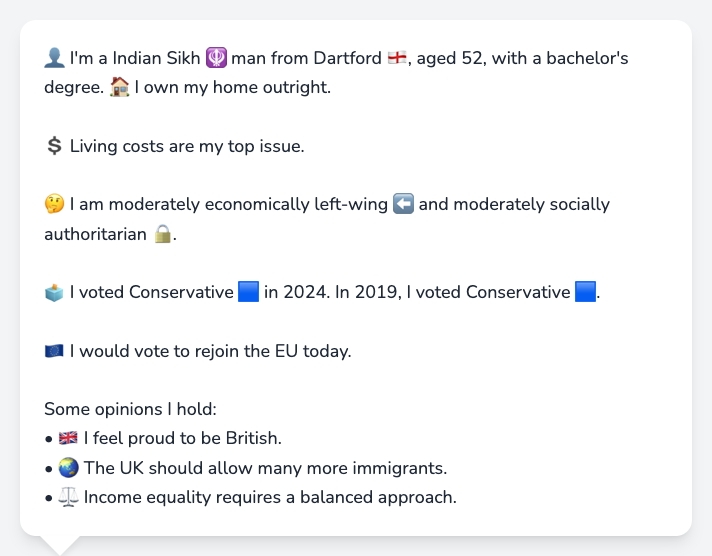 👤 I'm a Indian Sikh 🪯 man from Dartford 🏴󠁧󠁢󠁥󠁮󠁧󠁿, aged 52, with a bachelor's
degree. 🏠 I own my home outright.
💲 Living costs are my top issue.
🤔 I am moderately economically left-wing ⬅️ and moderately socially
authoritarian 🔒.
🗳️ I voted Conservative 🟦 in 2024. In 2019, I voted Conservative 🟦.
🇪🇺 I would vote to rejoin the EU today.
Some opinions I hold:
• 🇬🇧 I feel proud to be British.
• 🌏 The UK should allow many more immigrants.
• ⚖️ Income equality requires a balanced approach.